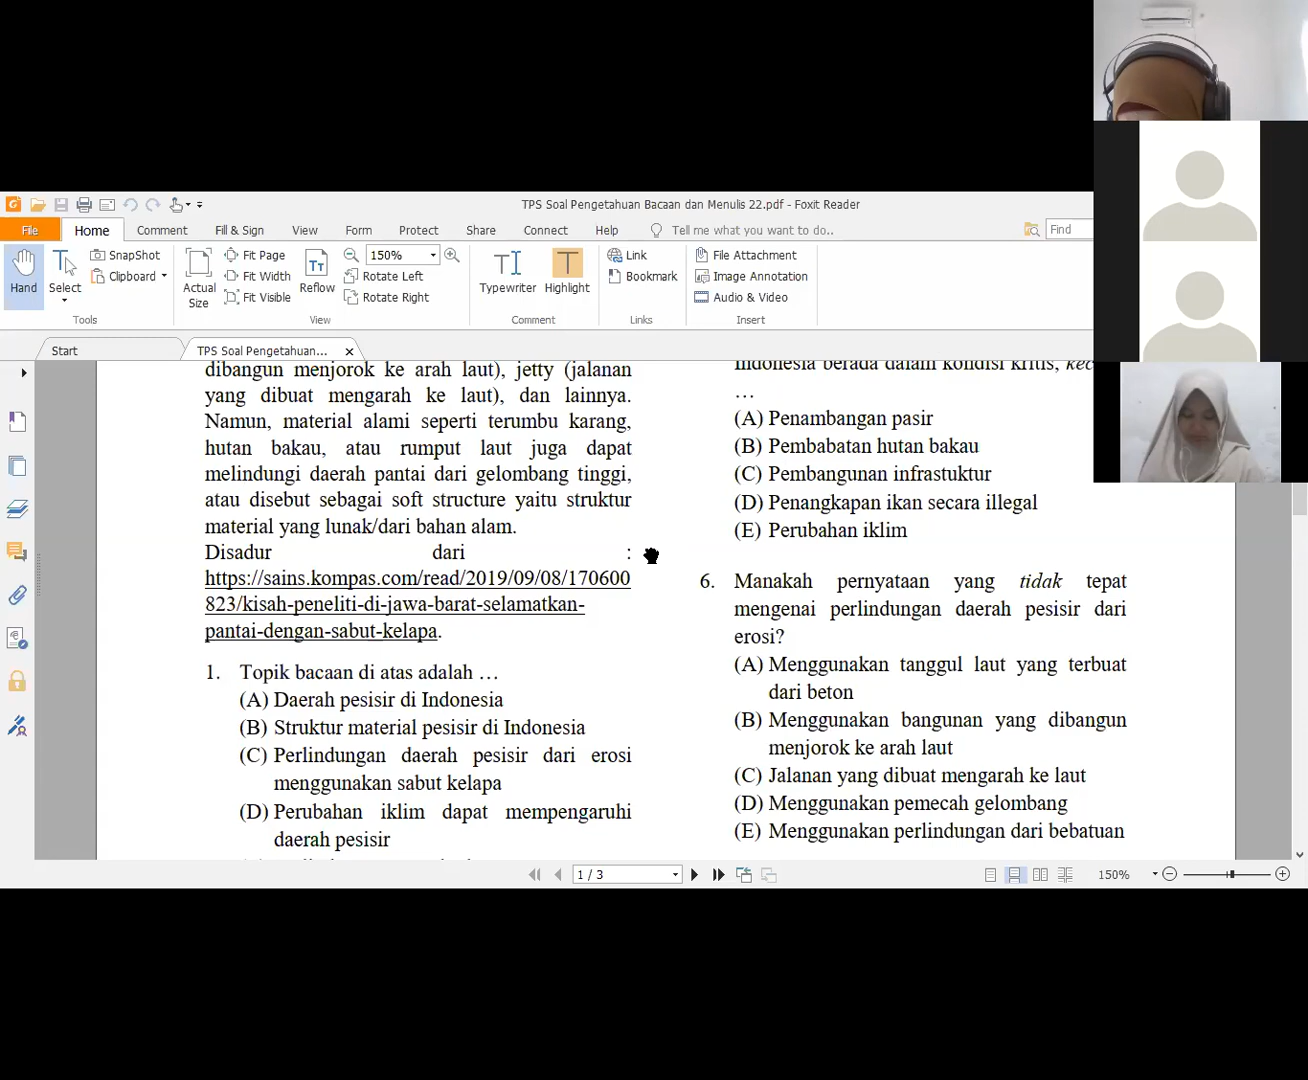 TPS Soal Pengetahuan Bacaan dan Menulis 22.pdf - Foxit Reader
File Home Comment Fill & Sign View Form Protect Share Connect Help Tell me what you want to do.. Find
Hand
Select
SnapShot
Clipboard
Tools
Actual
Size
Fit Page
Fit Width
Fit Visible
Reflow
150%
Rotate Left
Rotate Right
View
Typewriter
Highlight
Comment
Link
Bookmark
Links
File Attachment
Image Annotation
Audio & Video
Insert
Start
TPS Soal Pengetahuan...
dibangun menjorok ke arah laut), jetty (jalanan
yang dibuat mengarah ke laut), dan lainnya.
Namun, material alami seperti terumbu karang,
hutan bakau, atau rumput laut juga dapat
melindungi daerah pantai dari gelombang tinggi,
atau disebut sebagai soft structure yaitu struktur
material yang lunak/dari bahan alam.
Disadur dari :
https://sains.kompas.com/read/2019/09/08/170600
823/kisah-peneliti-di-jawa-barat-selamatkan-
pantai-dengan-sabut-kelapa.
1. Topik bacaan di atas adalah …
(A) Daerah pesisir di Indonesia
(B) Struktur material pesisir di Indonesia
(C) Perlindungan daerah pesisir dari erosi
menggunakan sabut kelapa
(D) Perubahan iklim dapat mempengaruhi
daerah pesisir
Indonesia berada dalam kondisi kritis,
…
(A) Penambangan pasir
(B) Pembabatan hutan bakau
(C) Pembangunan infrastuktur
(D) Penangkapan ikan secara illegal
(E) Perubahan iklim
6. Manakah pernyataan yang tidak tepat
mengenai perlindungan daerah pesisir dari
erosi?
(A) Menggunakan tanggul laut yang terbuat
dari beton
(B) Menggunakan bangunan yang dibangun
menjorok ke arah laut
(C) Jalanan yang dibuat mengarah ke laut
(D) Menggunakan pemecah gelombang
(E) Menggunakan perlindungan dari bebatuan
1 / 3
150%